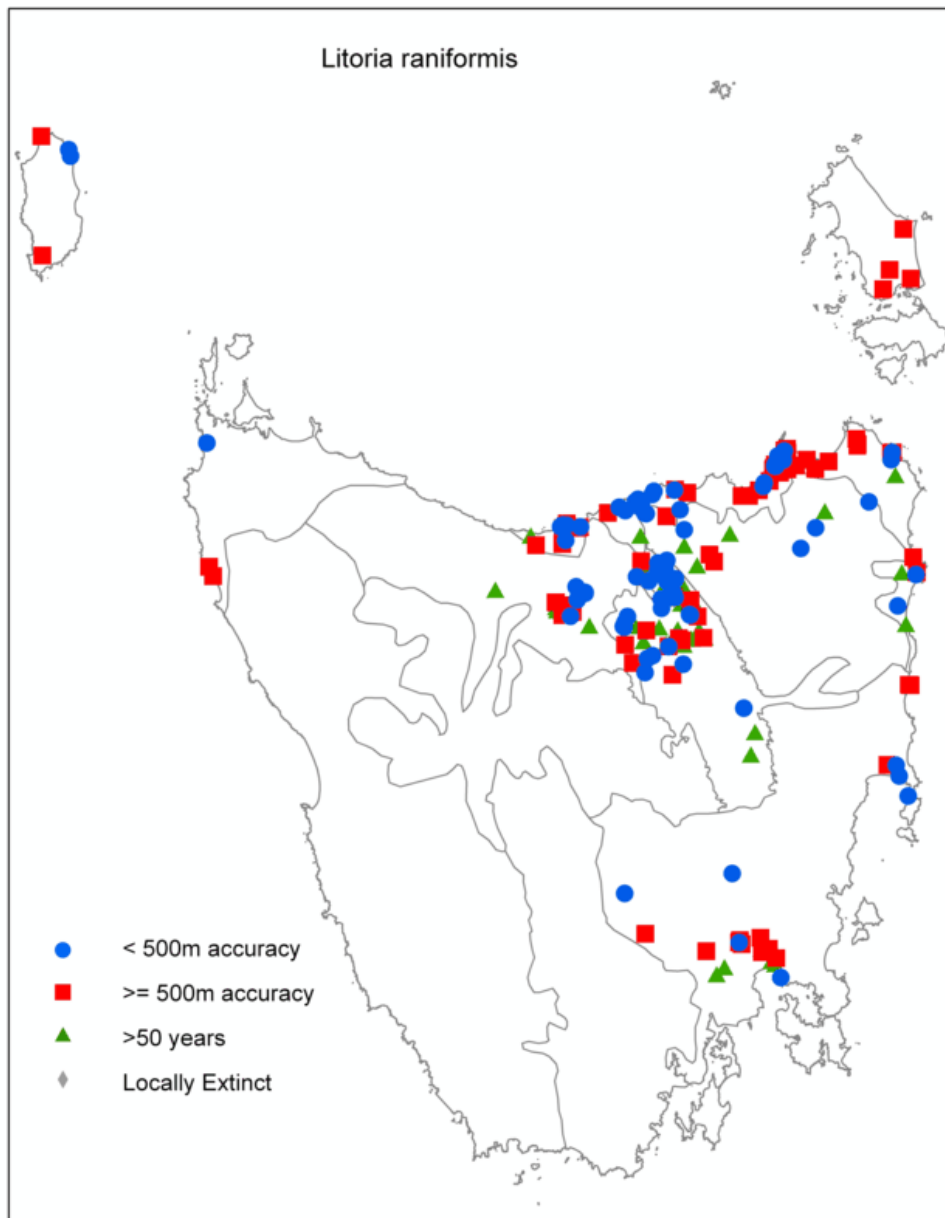 Litoria raniformis
< 500m accuracy
>= 500m accuracy
>50 years
Locally Extinct